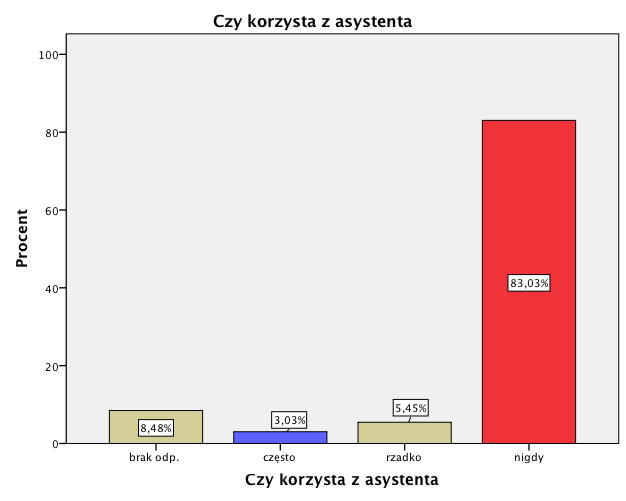 Czy korzysta z asystenta
Procent
100
80
60
40
20
0
8,48%
3,03%
5,45%
83,03%
brak odp.
często
rzadko
nigdy
Czy korzysta z asystenta